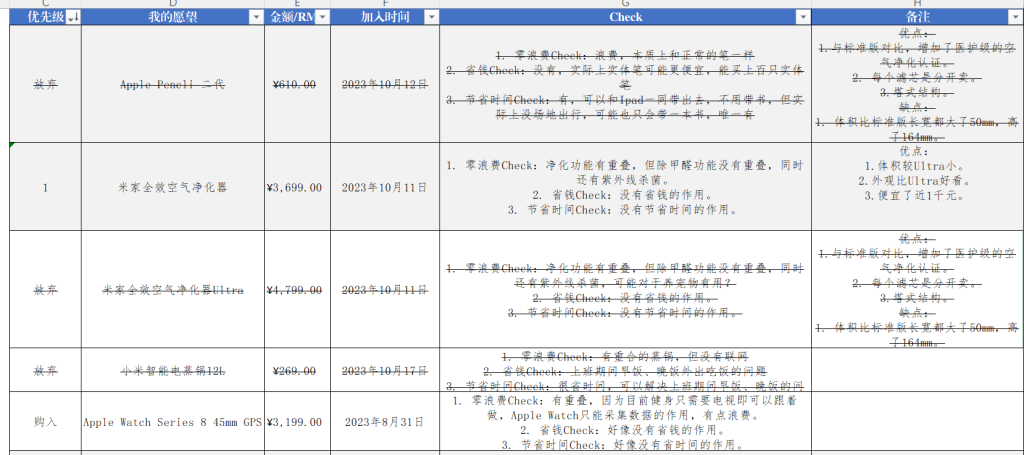 C D E F G H
优先级 我的愿望 金额/RM 加入时间 Check 备注
放弃
Apple Pencli 二代
¥610.00
2023年10月12日
1. 零浪费Check：浪费，本质上和正常的笔一样
2. 省钱Check：没有，实际上实体笔可能更便宜，能买上百只实体
笔
3. 节省时间Check：有，可以和Ipad一同带出去，不用带书，但实
际上没场地出行，可能也只会带一本书，唯一有
优点：
1.与标准版对比，增加了医护级的空
气净化认证。
2. 每个滤芯是分开卖。
3.塔式结构。
缺点：
1. 体积比标准版长宽都大了50mm，高
了164mm。
1
米家全效空气净化器
¥3,699.00
2023年10月11日
1. 零浪费Check：净化功能有重叠，但除甲醛功能没有重叠，同时
还有紫外线杀菌。
2. 省钱Check：没有省钱的作用。
3. 节省时间Check：没有节省时间的作用。
优点：
1.体积较Ultra小。
2.外观比Ultra好看。
3.便宜了近1千元。
放弃
米家全效空气净化器Ultra
¥4,799.00
2023年10月11日
1. 零浪费Check：净化功能有重叠，但除甲醛功能没有重叠，同时
还有紫外线杀菌，可能对于养宠物有用？
2. 省钱Check：没有省钱的作用。
3. 节省时间Check：没有节省时间的作用。
优点：
1.与标准版对比，增加了医护级的空
气净化认证。
2. 每个滤芯是分开卖。
3.塔式结构。
缺点：
1. 体积比标准版长宽都大了50mm，高
了164mm。
放弃
小米智能电蒸锅12L
¥269.00
2023年10月17日
1. 零浪费Check：有重合的蒸锅，但没有联网
2. 省钱Check：上班期间早饭、晚饭外出吃饭的问题
3. 节省时间Check：很省时间，可以解决上班期间早饭、晚饭的问
购入
Apple Watch Series 8 45mm GPS
¥3,199.00
2023年8月31日
1. 零浪费Check：有重叠，因为目前健身只需要电视即可以跟着
做，Apple Watch只能采集数据的作用，有点浪费。
2. 省钱Check：好像没有省钱的作用。
3. 节省时间Check：好像没有省时间的作用。